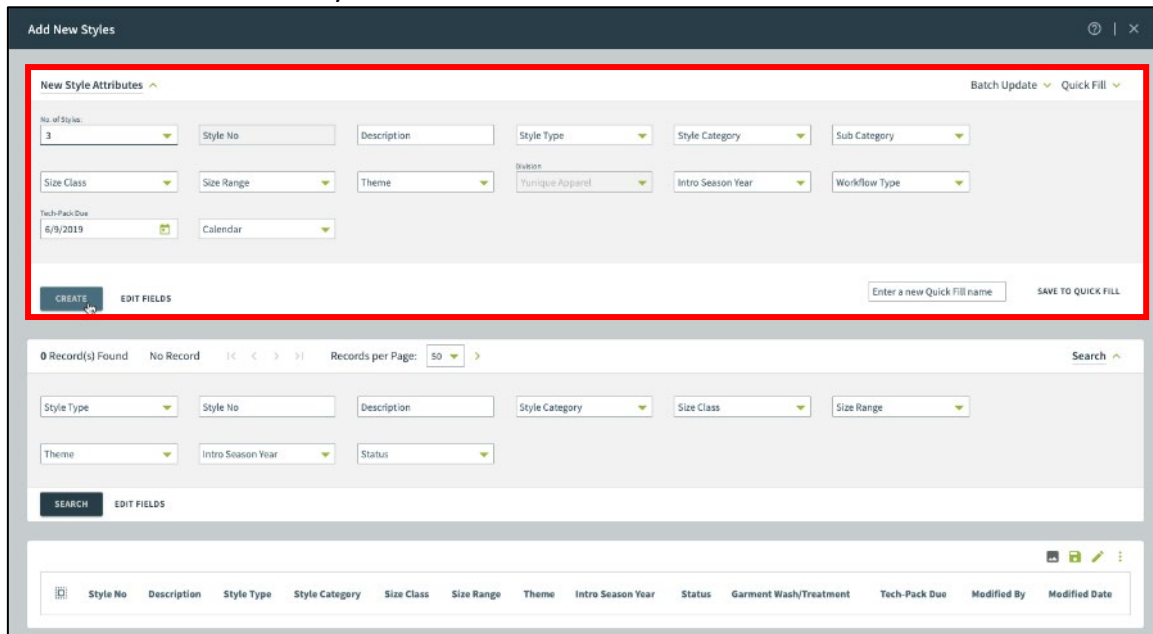 Add New Styles
New Style Attributes Batch Update Quick Fill
No. of Styles:
3 Style No Description Style Type Style Category Sub Category
Division
Size Class Size Range Theme Yunique Apparel Intro Season Year Workflow Type
Tech-Pack Due
6/9/2019 Calendar
CREATE EDIT FIELDS Enter a new Quick Fill name SAVE TO QUICK FILL
0 Record(s) Found No Record Records per Page: 50 Search
Style Type Style No Description Style Category Size Class Size Range
Theme Intro Season Year Status
SEARCH EDIT FIELDS
Style No Description Style Type Style Category Size Class Size Range Theme Intro Season Year Status Garment Wash/Treatment Tech-Pack Due Modified By Modified Date